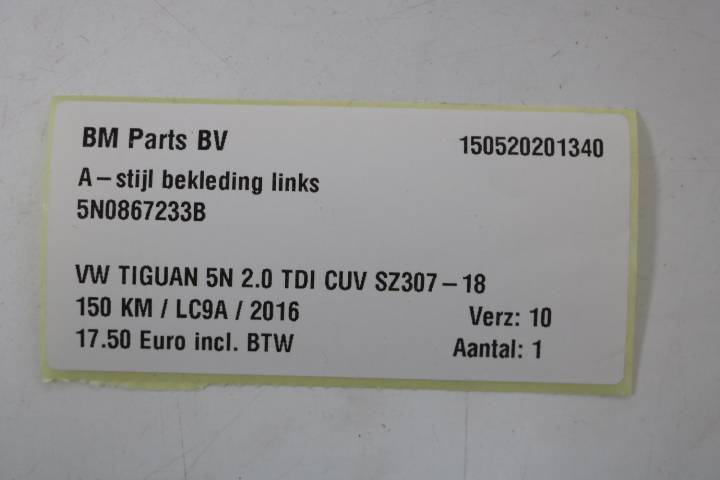 BM Parts BV 150520201340
A-stijl bekleding links
5N0867233B
VW TIGUAN 5N 2.0 TDI CUV SZ307-18
150 KM / LC9A / 2016 Verz: 10
17.50 Euro incl. BTW Aantal: 1